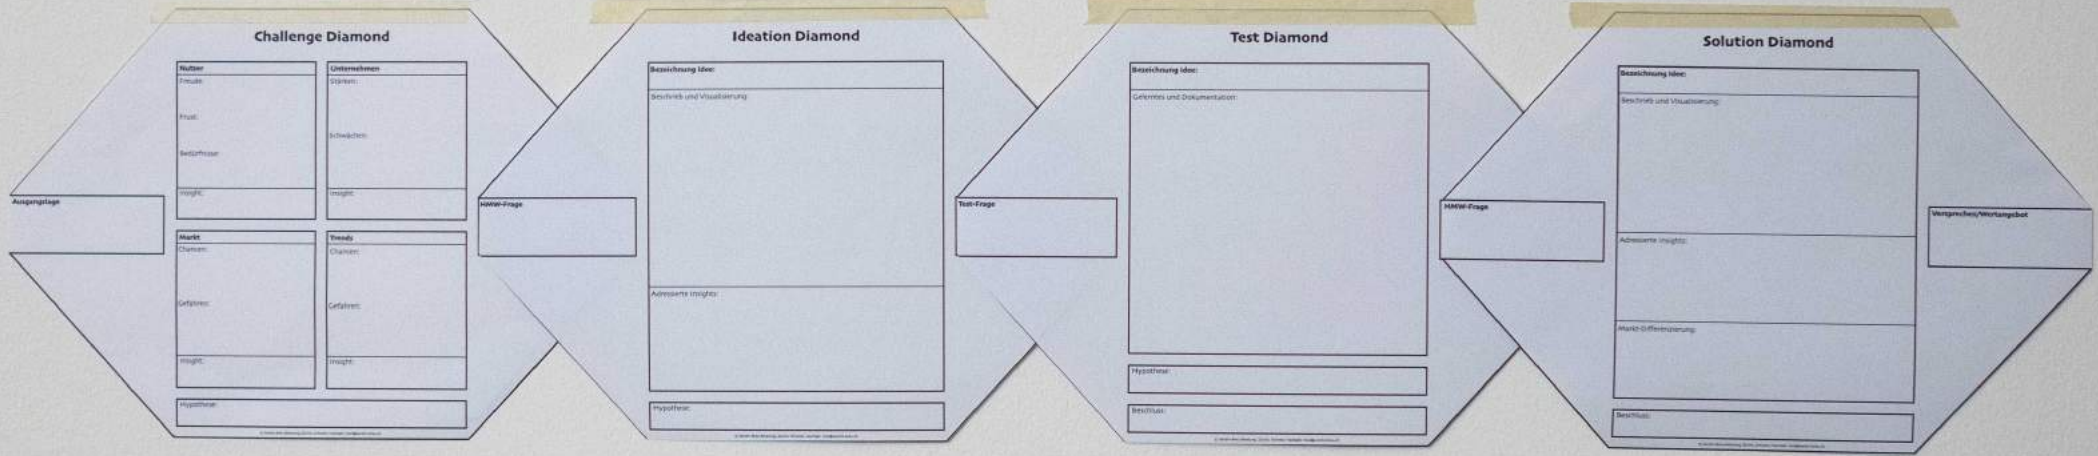 Challenge Diamond
Ausgangslage
Nutzer
Freude:
Frust:
Bedürfnisse:
Insight:
Unternehmen
Stärken:
Schwächen:
Insight:
Markt
Chancen:
Gefahren:
Insight:
Trends
Chancen:
Gefahren:
Insight:
Hypothese:
Ideation Diamond
HMW-Frage
Bezeichnung Idee:
Beschrieb und Visualisierung:
Adressierte Insights:
Hypothese:
Test Diamond
Test-Frage
Bezeichnung Idee:
Gelerntes und Dokumentation:
Hypothese:
Beschluss:
Solution Diamond
HMW-Frage
Bezeichnung Idee:
Beschrieb und Visualisierung:
Adressierte Insights:
Markt-Differenzierung:
Beschluss:
Versprechen/Wertangebot